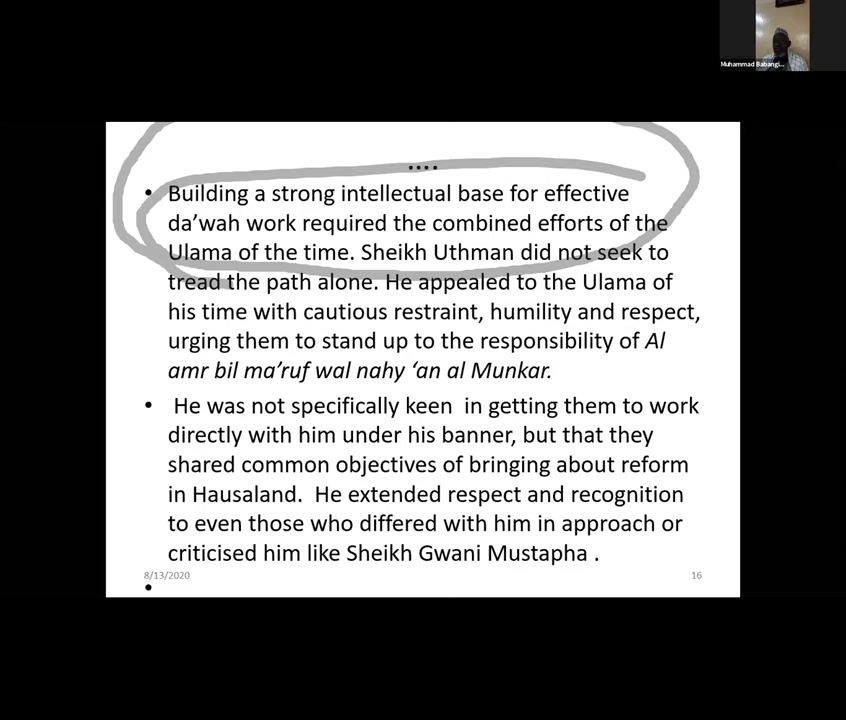 Muhammad Babangi...
....
• Building a strong intellectual base for effective
da’wah work required the combined efforts of the
Ulama of the time. Sheikh Uthman did not seek to
tread the path alone. He appealed to the Ulama of
his time with cautious restraint, humility and respect,
urging them to stand up to the responsibility of Al
amr bil ma’ruf wal nahy ‘an al Munkar.
• He was not specifically keen  in getting them to work
directly with him under his banner, but that they
shared common objectives of bringing about reform
in Hausaland.  He extended respect and recognition
to even those who differed with him in approach or
criticised him like Sheikh Gwani Mustapha .
8/13/2020
16
•